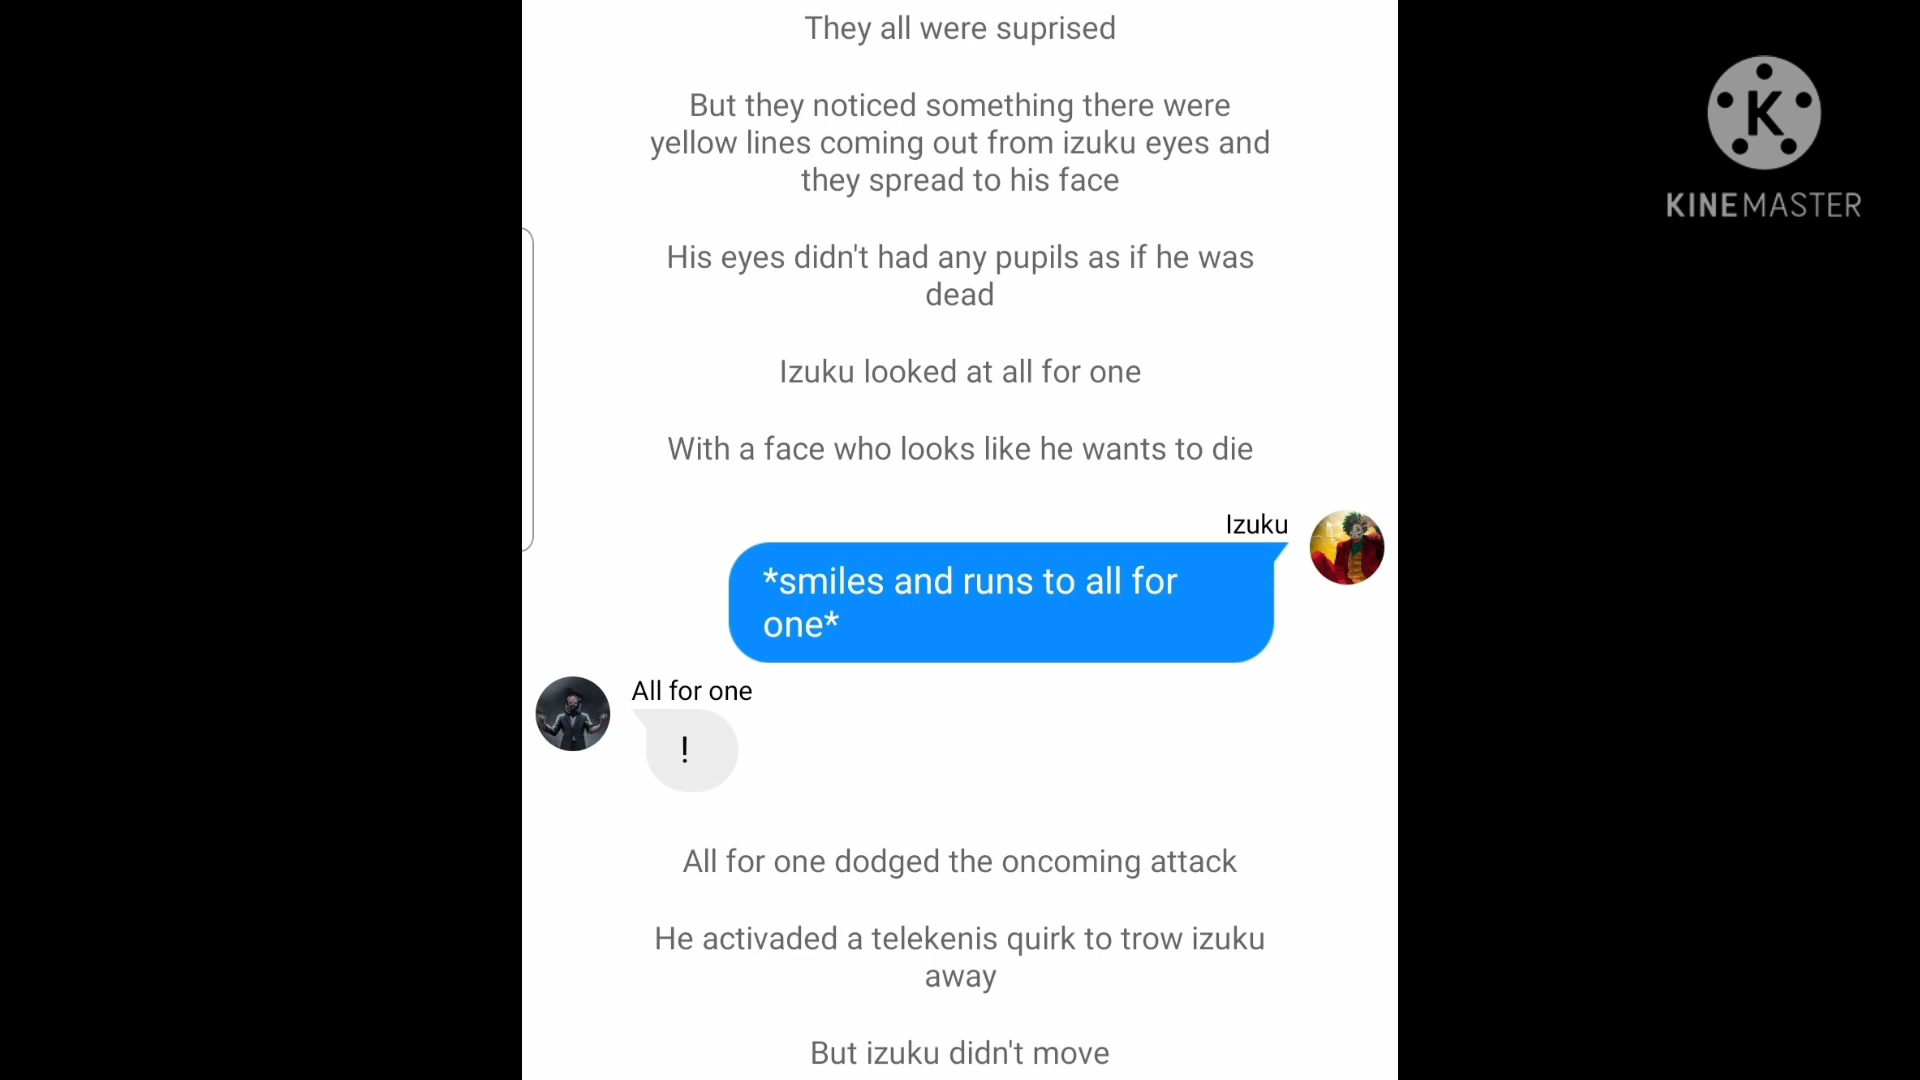 They all were suprised
But they noticed something there were
yellow lines coming out from izuku eyes and
they spread to his face
His eyes didn't had any pupils as if he was
dead
Izuku looked at all for one
With a face who looks like he wants to die
Izuku
*smiles and runs to all for
one*
All for one
!
All for one dodged the oncoming attack
He activaded a telekenis quirk to trow izuku
away
But izuku didn't move
K
KINEMASTER